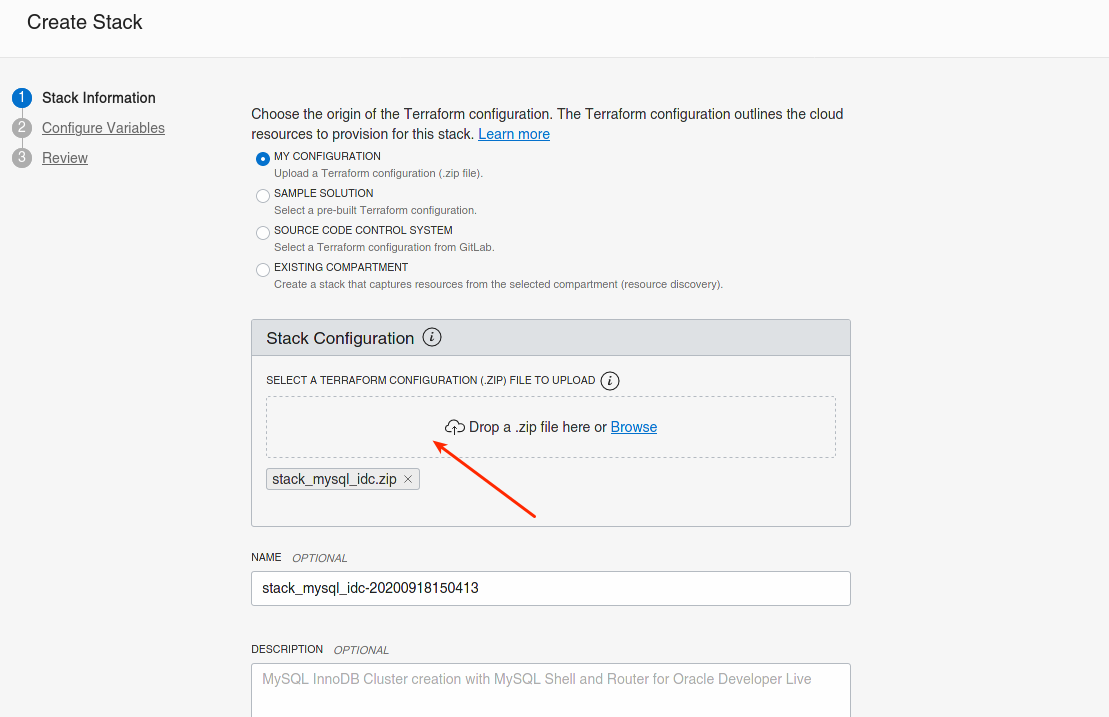 Create Stack
1 Stack Information
2 Configure Variables
3 Review
Choose the origin of the Terraform configuration. The Terraform configuration outlines the cloud
resources to provision for this stack. Learn more
MY CONFIGURATION
Upload a Terraform configuration (.zip file).
SAMPLE SOLUTION
Select a pre-built Terraform configuration.
SOURCE CODE CONTROL SYSTEM
Select a Terraform configuration from GitLab.
EXISTING COMPARTMENT
Create a stack that captures resources from the selected compartment (resource discovery).
Stack Configuration i
SELECT A TERRAFORM CONFIGURATION (.ZIP) FILE TO UPLOAD i
Drop a .zip file here or Browse
stack_mysql_idc.zip ×
NAME OPTIONAL
stack_mysql_idc-20200918150413
DESCRIPTION OPTIONAL
MySQL InnoDB Cluster creation with MySQL Shell and Router for Oracle Developer Live